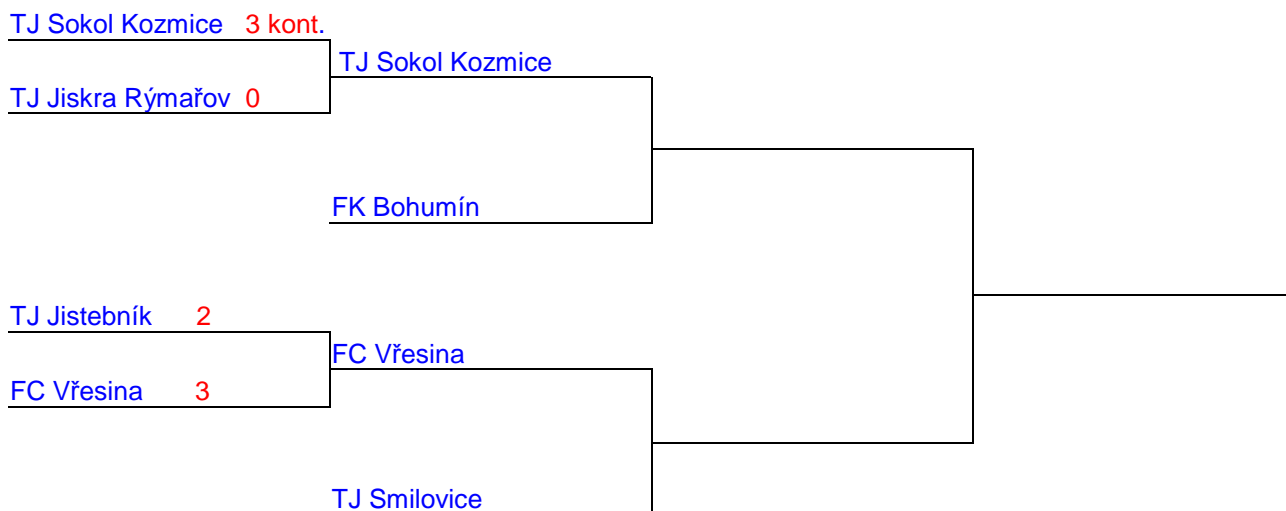 TJ Sokol Kozmice 3 kont.
TJ Sokol Kozmice
TJ Jiskra Rýmařov 0
FK Bohumín
TJ Jistebník 2
FC Vřesina
FC Vřesina 3
TJ Smilovice